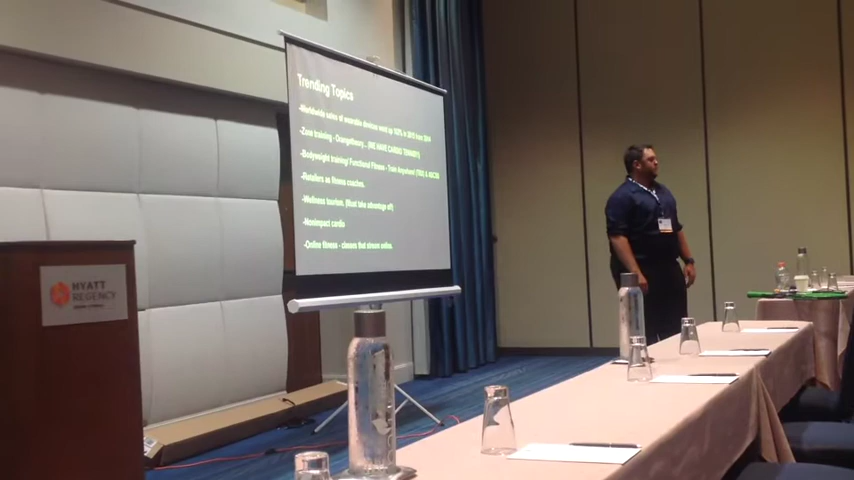 Trending Topics
-Worldwide sales of wearable devices went up 163% in 2015 from 2014
-Zone training - Orangetheory... (WE HAVE CARDIO TENNIS!!)
-Bodyweight training/ Functional Fitness - Train Anywhere! (TRX) & -ACSM
-Retailers as fitness coaches.
-Wellness tourism. (Must take advantage of)
-Nonimpact cardio
-Online fitness - classes that stream online.
HYATT
REGENCY